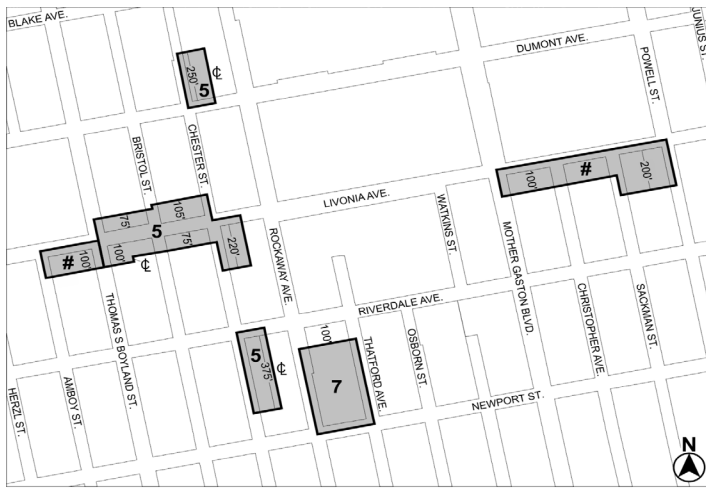 BLAKE AVE.
JUNIUS ST.
DUMONT AVE.
POWELL ST.
250'
5
℄
BRISTOL ST.
CHESTER ST.
LIVONIA AVE.
100'
#
200'
75'
105'
5
100'
75'
220'
#
100'
℄
ROCKAWAY AVE.
WATKINS ST.
MOTHER GASTON BLVD.
RIVERDALE AVE.
THOMAS S BOYLAND ST.
CHRISTOPHER AVE.
SACKMAN ST.
5
375'
℄
100'
THATFORD AVE.
OSBORN ST.
7
NEWPORT ST.
HERZL ST.
AMBOY ST.
N